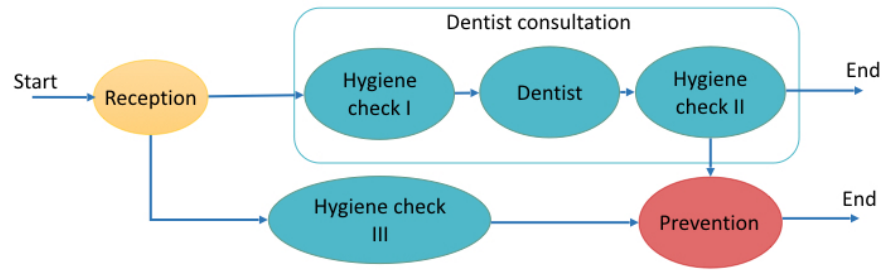 Dentist consultation
Start
Reception
Hygiene
check I
Dentist
Hygiene
check II
End
Hygiene check
III
Prevention
End